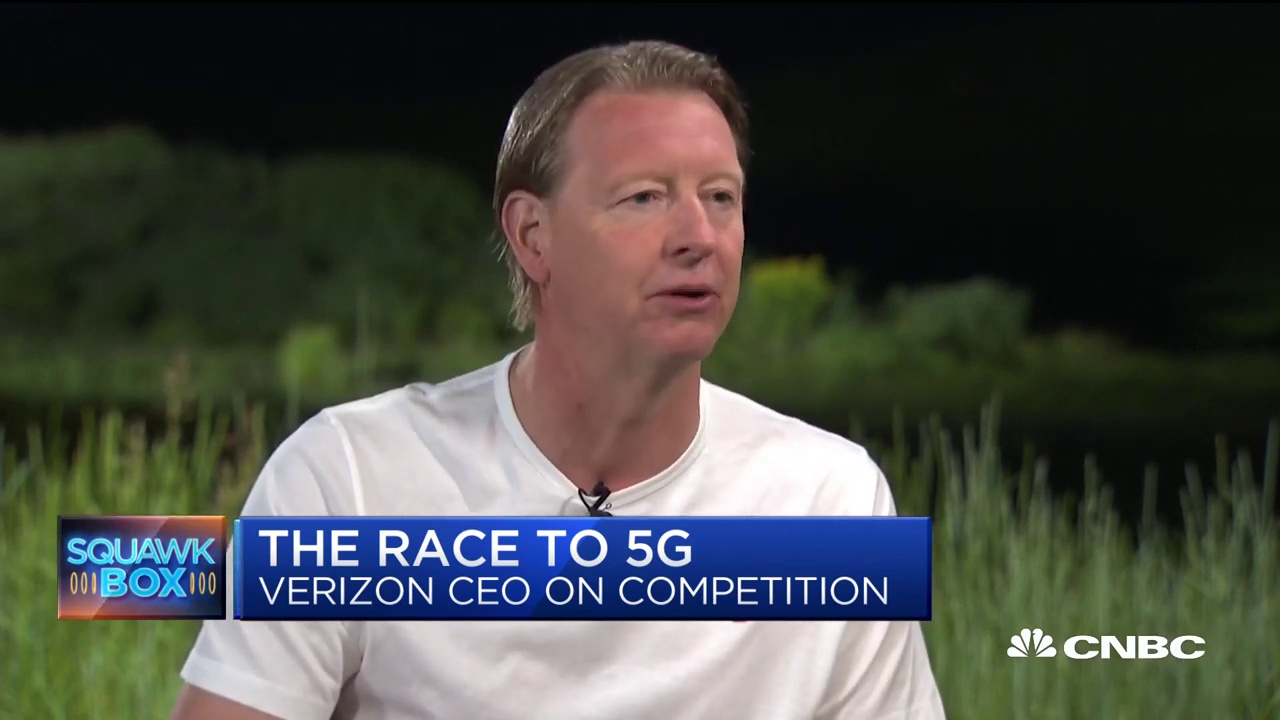 SQUAWK
BOX
THE RACE TO 5G
VERIZON CEO ON COMPETITION
CNBC